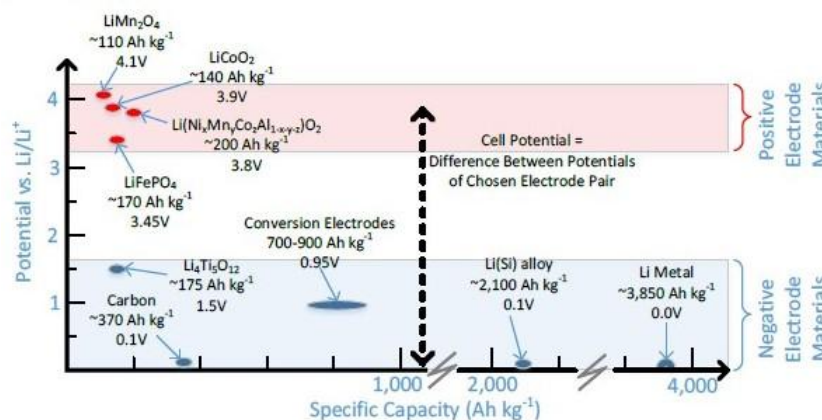 LiMn₂O₄
~110 Ah kg⁻¹
4.1V
LiCoO₂
~140 Ah kg⁻¹
3.9V
Li(NiₓMnᵧCo₂Al₁₋ₓ₋ᵧ₋₂)O₂
~200 Ah kg⁻¹
3.8V
LiFePO₄
~170 Ah kg⁻¹
3.45V
Cell Potential =
Difference Between Potentials
of Chosen Electrode Pair
Conversion Electrodes
700-900 Ah kg⁻¹
0.95V
Li₄Ti₅O₁₂
~175 Ah kg⁻¹
1.5V
Carbon
~370 Ah kg⁻¹
0.1V
Li(Si) alloy
~2,100 Ah kg⁻¹
0.1V
Li Metal
~3,850 Ah kg⁻¹
0.0V
Potential vs. Li/Li⁺
4
3
2
1
1,000
2,000
4,000
Specific Capacity (Ah kg⁻¹)
Positive
Electrode
Materials
Negative
Electrode
Materials